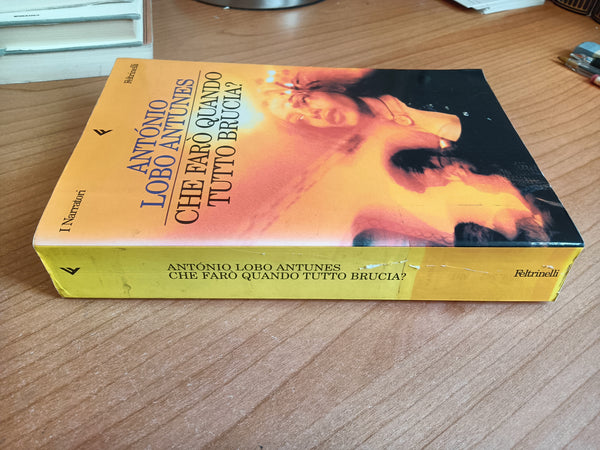 Feltrinelli
ANTÓNIO
LOBO ANTUNES
CHE FARÒ QUANDO
TUTTO BRUCIA?
I Narratori
ANTÓNIO LOBO ANTUNES
CHE FARÒ QUANDO TUTTO BRUCIA?
Feltrinelli